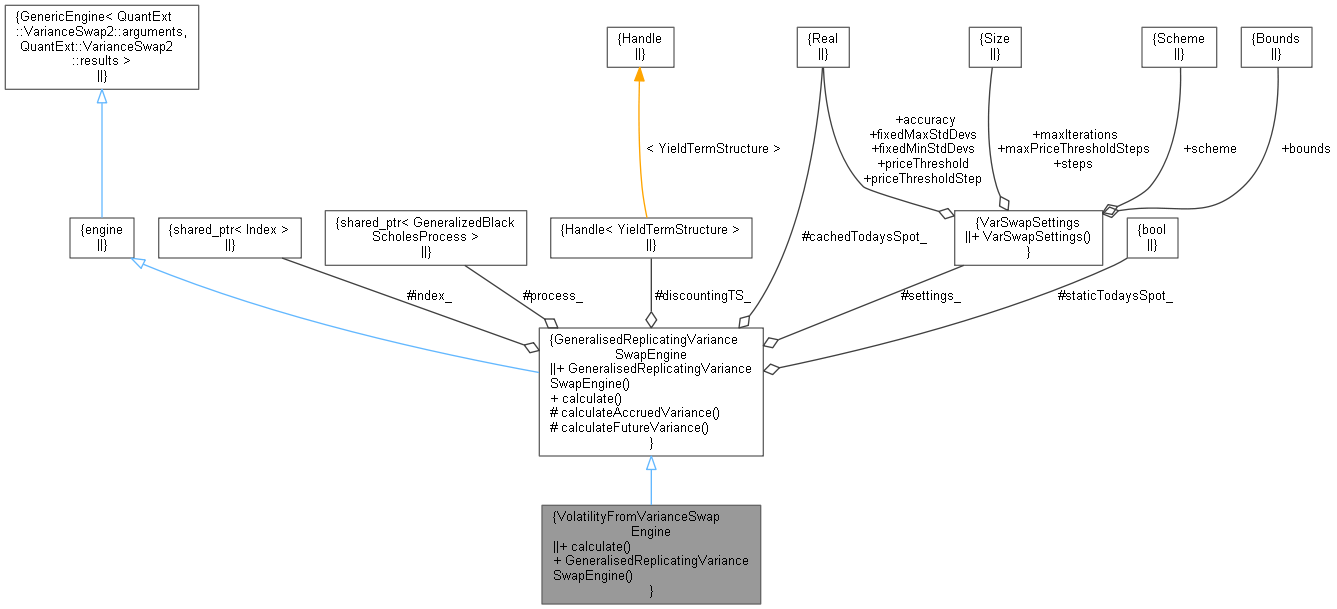 {GenericEngine< QuantExt
::VarianceSwap2::arguments,
QuantExt::VarianceSwap2
::results >
||}
{Handle
||}
{Real
||}
{Size
||}
{Scheme
||}
{Bounds
||}
< YieldTermStructure >
+accuracy
+fixedMaxStdDevs
+fixedMinStdDevs
+priceThreshold
+priceThresholdStep
+maxIterations
+maxPriceThresholdSteps
+steps
+scheme
+bounds
{engine
||}
{shared_ptr< Index >
||}
{shared_ptr< GeneralizedBlack
ScholesProcess >
||}
{Handle< YieldTermStructure >
||}
#cachedTodaysSpot_
{VarSwapSettings
||+ VarSwapSettings()
}
{bool
||}
#index_
#process_
#discountingTS_
#settings_
#staticTodaysSpot_
{GeneralisedReplicatingVariance
SwapEngine
||+ GeneralisedReplicatingVariance
SwapEngine()
+ calculate()
# calculateAccruedVariance()
# calculateFutureVariance()
}
{VolatilityFromVarianceSwap
Engine
||+ calculate()
+ GeneralisedReplicatingVariance
SwapEngine()
}